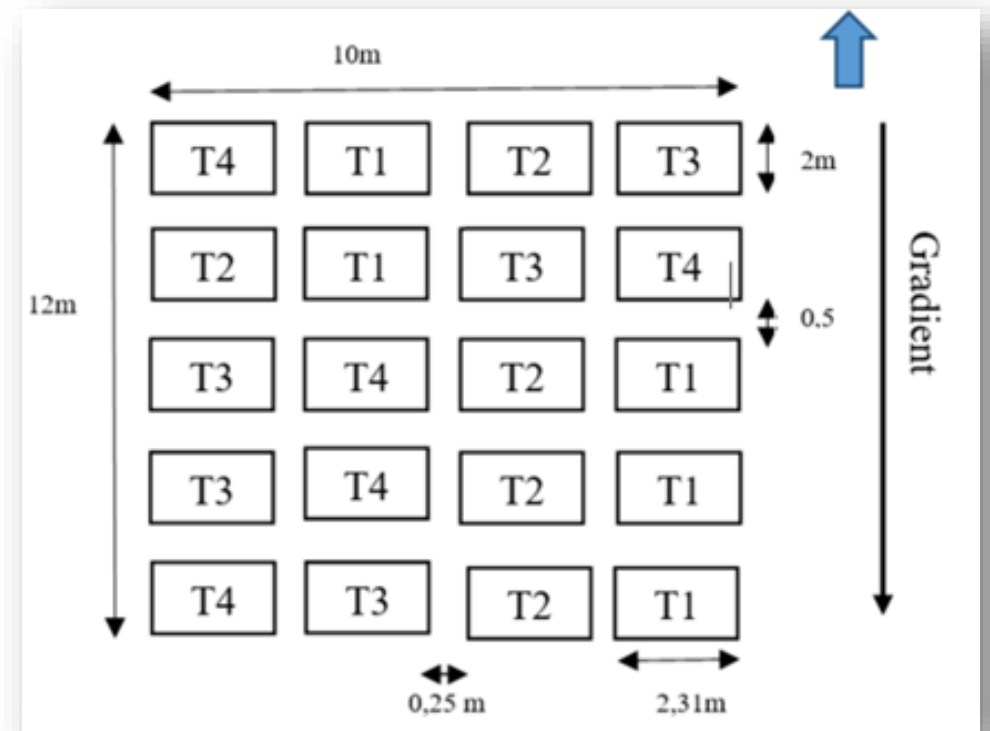 10m
T4 T1 T2 T3
2m
T2 T1 T3 T4
12m
0,5
Gradient
T3 T4 T2 T1
T3 T4 T2 T1
T4 T3 T2 T1
0,25 m
2,31m